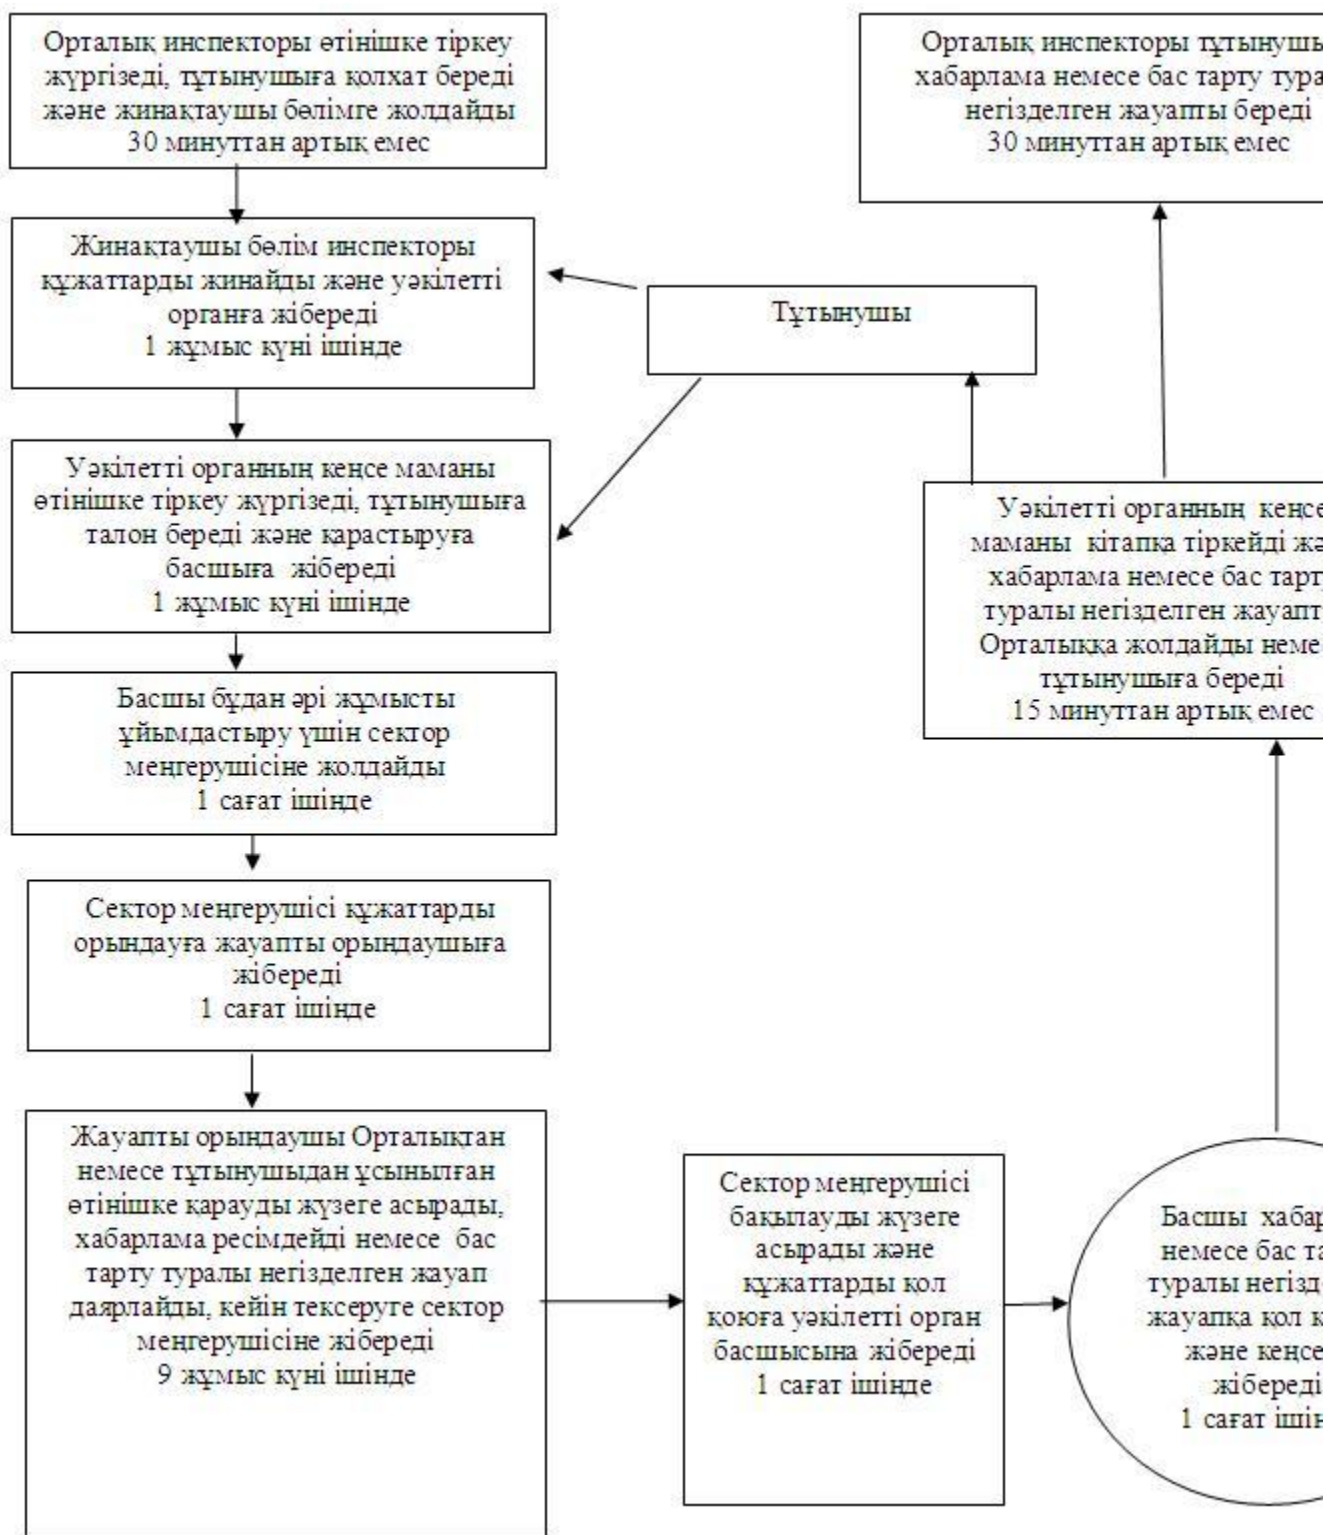 Орталық инспекторы өтінішке тіркеу
жүргізеді, тұтынушыға қолхат береді
және жинақтаушы бөлімге жолдайды
30 минуттан артық емес
Жинақтаушы бөлім инспекторы
құжаттарды жинайды және уәкілетті
органға жібереді
1 жұмыс күні ішінде
Уәкілетті органның кеңсе маманы
өтінішке тіркеу жүргізеді, тұтынушыға
талон береді және қарастыруға
басшыға жібереді
1 жұмыс күні ішінде
Басшы бұдан әрі жұмысты
ұйымдастыру үшін сектор
меңгерушісіне жолдайды
1 сағат ішінде
Сектор меңгерушісі құжаттарды
орындауға жауапты орындаушыға
жібереді
1 сағат ішінде
Жауапты орындаушы Орталықтан
немесе тұтынушыдан ұсынылған
өтінішке қарауды жүзеге асырады,
хабарлама ресімдейді немесе бас
тарту туралы негізделген жауап
даярлайды, кейін тексеруге сектор
меңгерушісіне жібереді
9 жұмыс күні ішінде
Тұтынушы
Сектор меңгерушісі
бақылауды жүзеге
асырады және
құжаттарды қол
қоюға уәкілетті орган
басшысына жібереді
1 сағат ішінде
Басшы хабар
немесе бас та
туралы негізд
жауапқа қол қ
және кеңсе
жібереді
1 сағат ішін
Уәкілетті органның кеңсе
маманы кітапқа тіркейді жә
хабарлама немесе бас тарт
туралы негізделген жауапт
Орталыққа жолдайды неме
тұтынушыға береді
15 минуттан артық емес
Орталық инспекторы тұтынушы
хабарлама немесе бас тарту тура
негізделген жауапты береді
30 минуттан артық емес